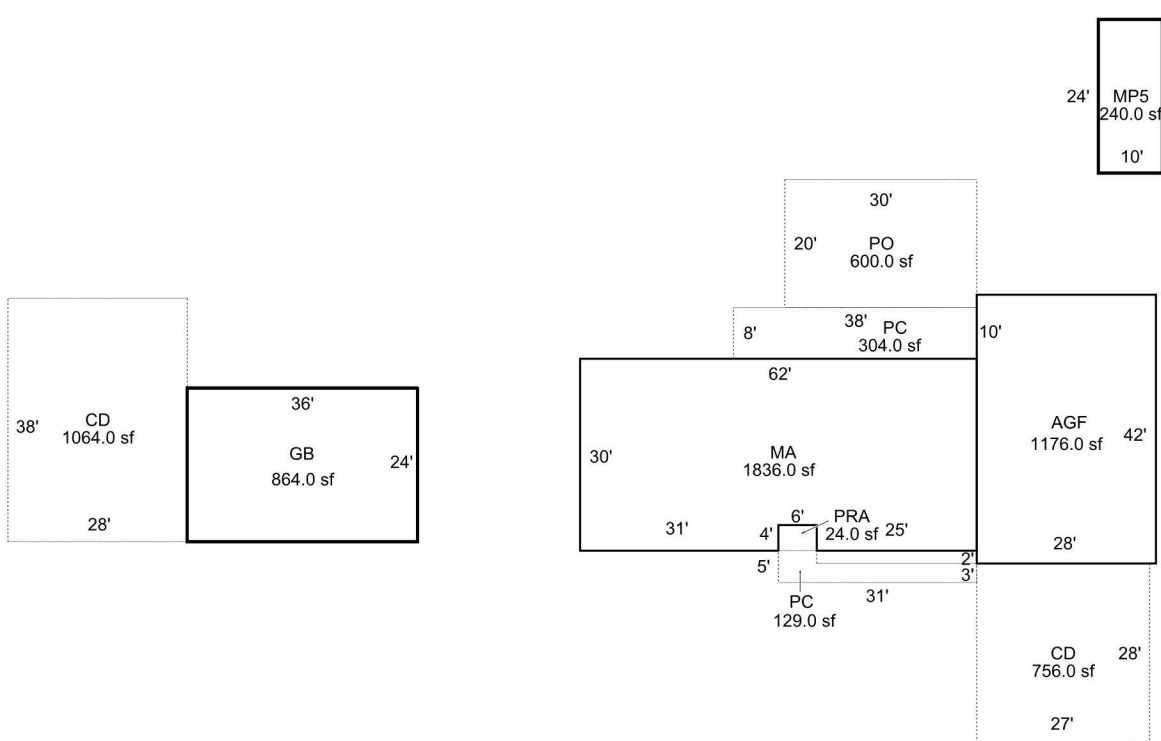 24'
MP5
240.0 sf
10'
30'
20'
PO
600.0 sf
8'
38'
PC
304.0 sf
10'
62'
CD
1064.0 sf
38'
28'
36'
GB
864.0 sf
24'
30'
MA
1836.0 sf
AGF
1176.0 sf
42'
28'
31'
4'
6'
PRA
24.0 sf
25'
5'
2'
3'
31'
PC
129.0 sf
CD
756.0 sf
28'
27'